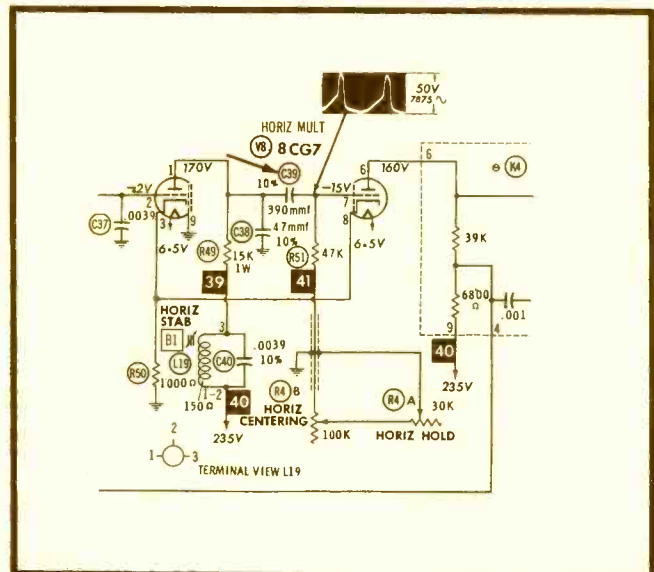 50V
7875 ∿
HORIZ MULT
V8 8CG7
1
170V
C39
10%
390mmf
-15V
6
160V
6
K4
-.2V
2
3
9
7
8
C37
.0039
6.5V
C38
47mmf
10%
6.5V
R49
15K
1W
R51
47K
39K
39
41
6800
Ω
.001
HORIZ
STAB
B1
L19
3
.0039
10%
C40
9
4
40
R50
1000Ω
1-2
150Ω
40
235V
R4 B
HORIZ
CENTERING
R4 A
30K
235V
100K
HORIZ HOLD
2
1
3
TERMINAL VIEW L19